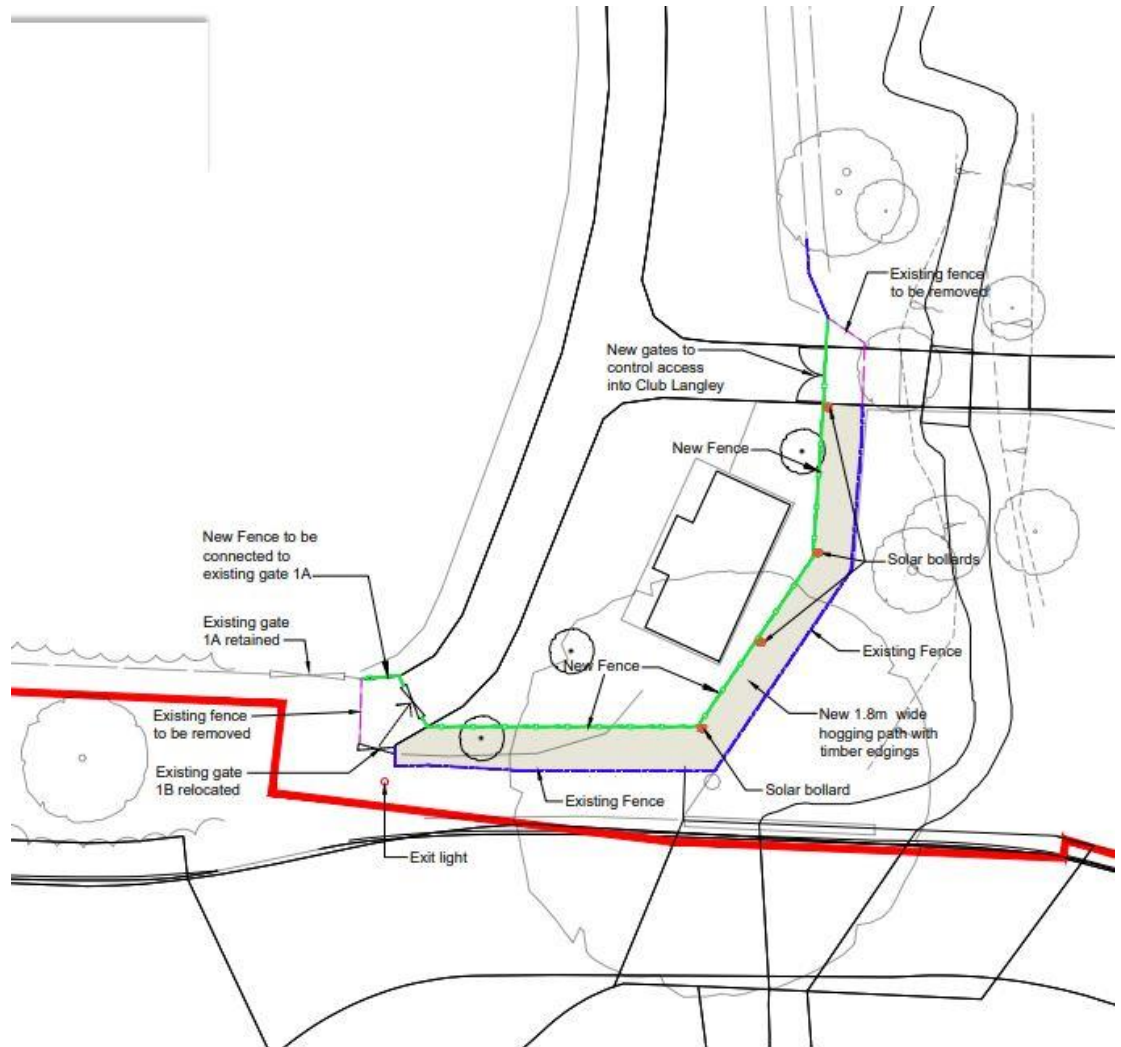 Existing fence
to be removed
New gates to
control access
into Club Langley
New Fence
New Fence to be
connected to
existing gate 1A
Solar bollards
Existing gate
1A retained
Existing Fence
New Fence
Existing fence
to be removed
New 1.8m wide
hogging path with
timber edgings
Existing gate
1B relocated
Solar bollard
Existing Fence
Exit light